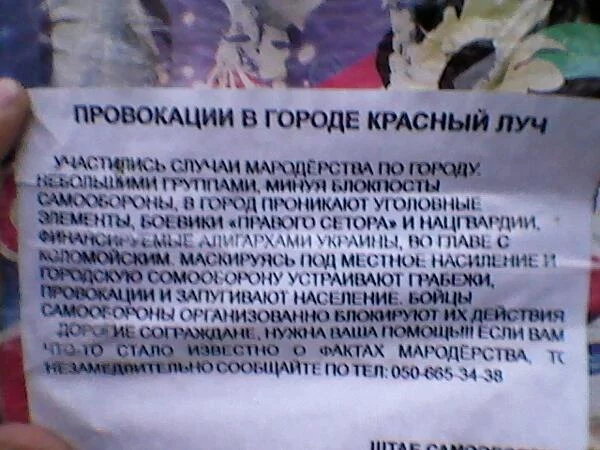 ПРОВОКАЦИИ В ГОРОДЕ КРАСНЫЙ ЛУЧ
УЧАСТИЛИСЬ СЛУЧАИ МАРОДЁРСТВА ПО ГОРОДУ.
НЕБОЛЬШИМИ ГРУППАМИ, МИНУЯ БЛОКПОСТЫ
САМООБОРОНЫ, В ГОРОД ПРОНИКАЮТ УГОЛОВНЫЕ
ЭЛЕМЕНТЫ, БОЕВИКИ «ПРАВОГО СЕТОРА» И НАЦГВАРДИИ,
ФИНАНСИРУЕМЫЕ АЛИГАРХАМИ УКРАИНЫ, ВО ГЛАВЕ С
КОЛОМОЙСКИМ. МАСКИРУЯСЬ ПОД МЕСТНОЕ НАСИЛЕНИЕ И
ГОРОДСКУЮ СОМООБОРОНУ УСТРАИВАЮТ ГРАБЕЖИ,
ПРОВОКАЦИИ И ЗАПУГИВАЮТ НАСЕЛЕНИЕ. БОЙЦЫ
САМООБОРОНЫ ОРГАНИЗОВАННО БЛОКИРУЮТ ИХ ДЕЙСТВИЯ
ДОРОГИЕ СОГРАЖДАНЕ, НУЖНА ВАША ПОМОЩЬ!!! ЕСЛИ ВАМ
ЧТО-ТО СТАЛО ИЗВЕСТНО О ФАКТАХ МАРОДЁРСТВА, ТО
НЕЗАМЕДЛИТЕЛЬНО СООБЩАЙТЕ ПО ТЕЛ: 050-665-34-38
ШТАБ